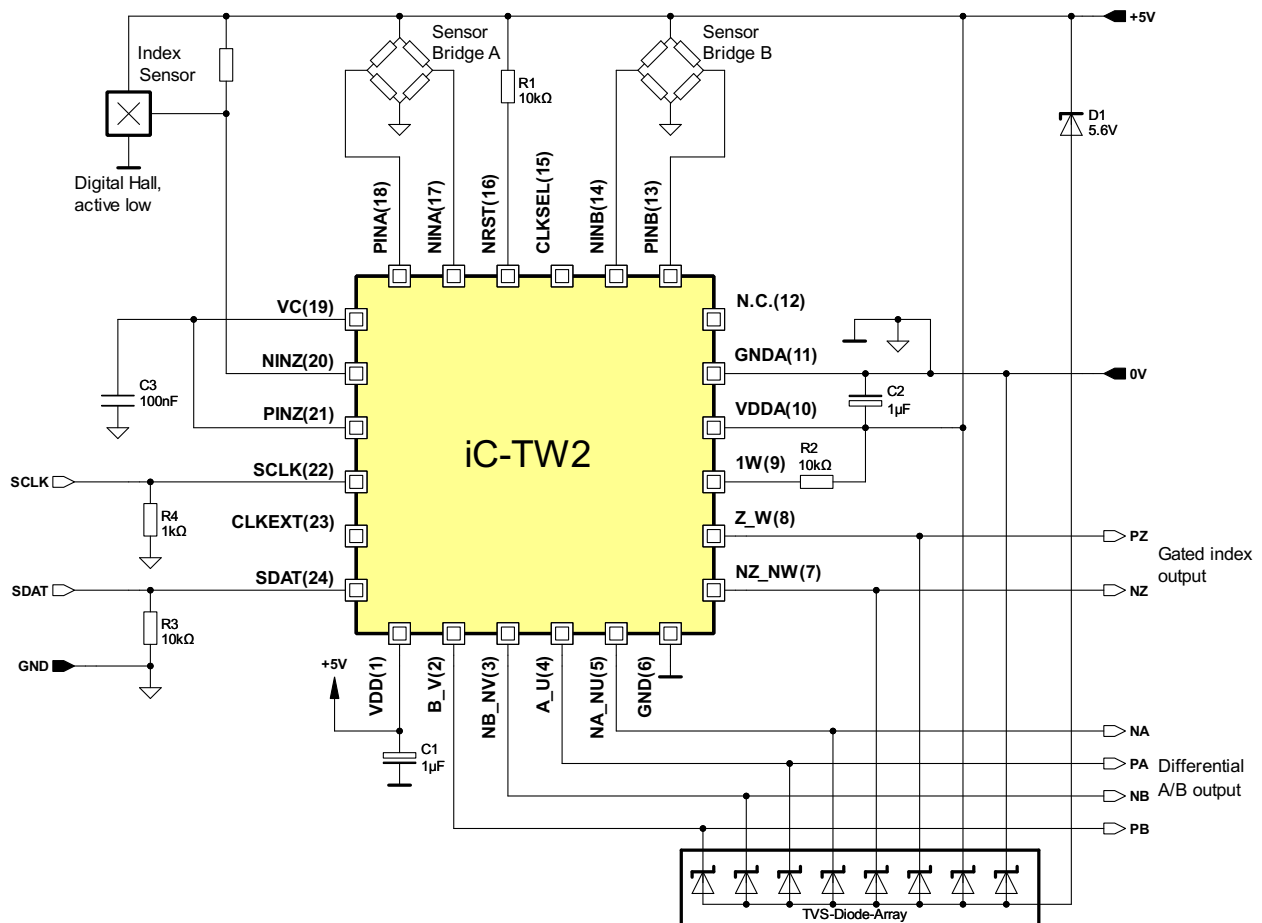 +5V
Index
Sensor
Sensor
Bridge A
Sensor
Bridge B
R1
10kΩ
D1
5.6V
Digital Hall,
active low
PINA(18)
NINA(17)
NRST(16)
CLKSEL(15)
NINB(14)
PINB(13)
VC(19)
NINZ(20)
PINZ(21)
SCLK(22)
CLKEXT(23)
SDAT(24)
iC-TW2
N.C.(12)
GNDA(11)
VDDA(10)
1W(9)
Z_W(8)
NZ_NW(7)
0V
C2
1µF
R2
10kΩ
C3
100nF
SCLK
R4
1kΩ
SDAT
R3
10kΩ
GND
PZ
NZ
Gated index
output
+5V
VDD(1)
B_V(2)
NB_NV(3)
A_U(4)
NA_NU(5)
GND(6)
C1
1µF
NA
PA
NB
PB
Differential
A/B output
TVS-Diode-Array